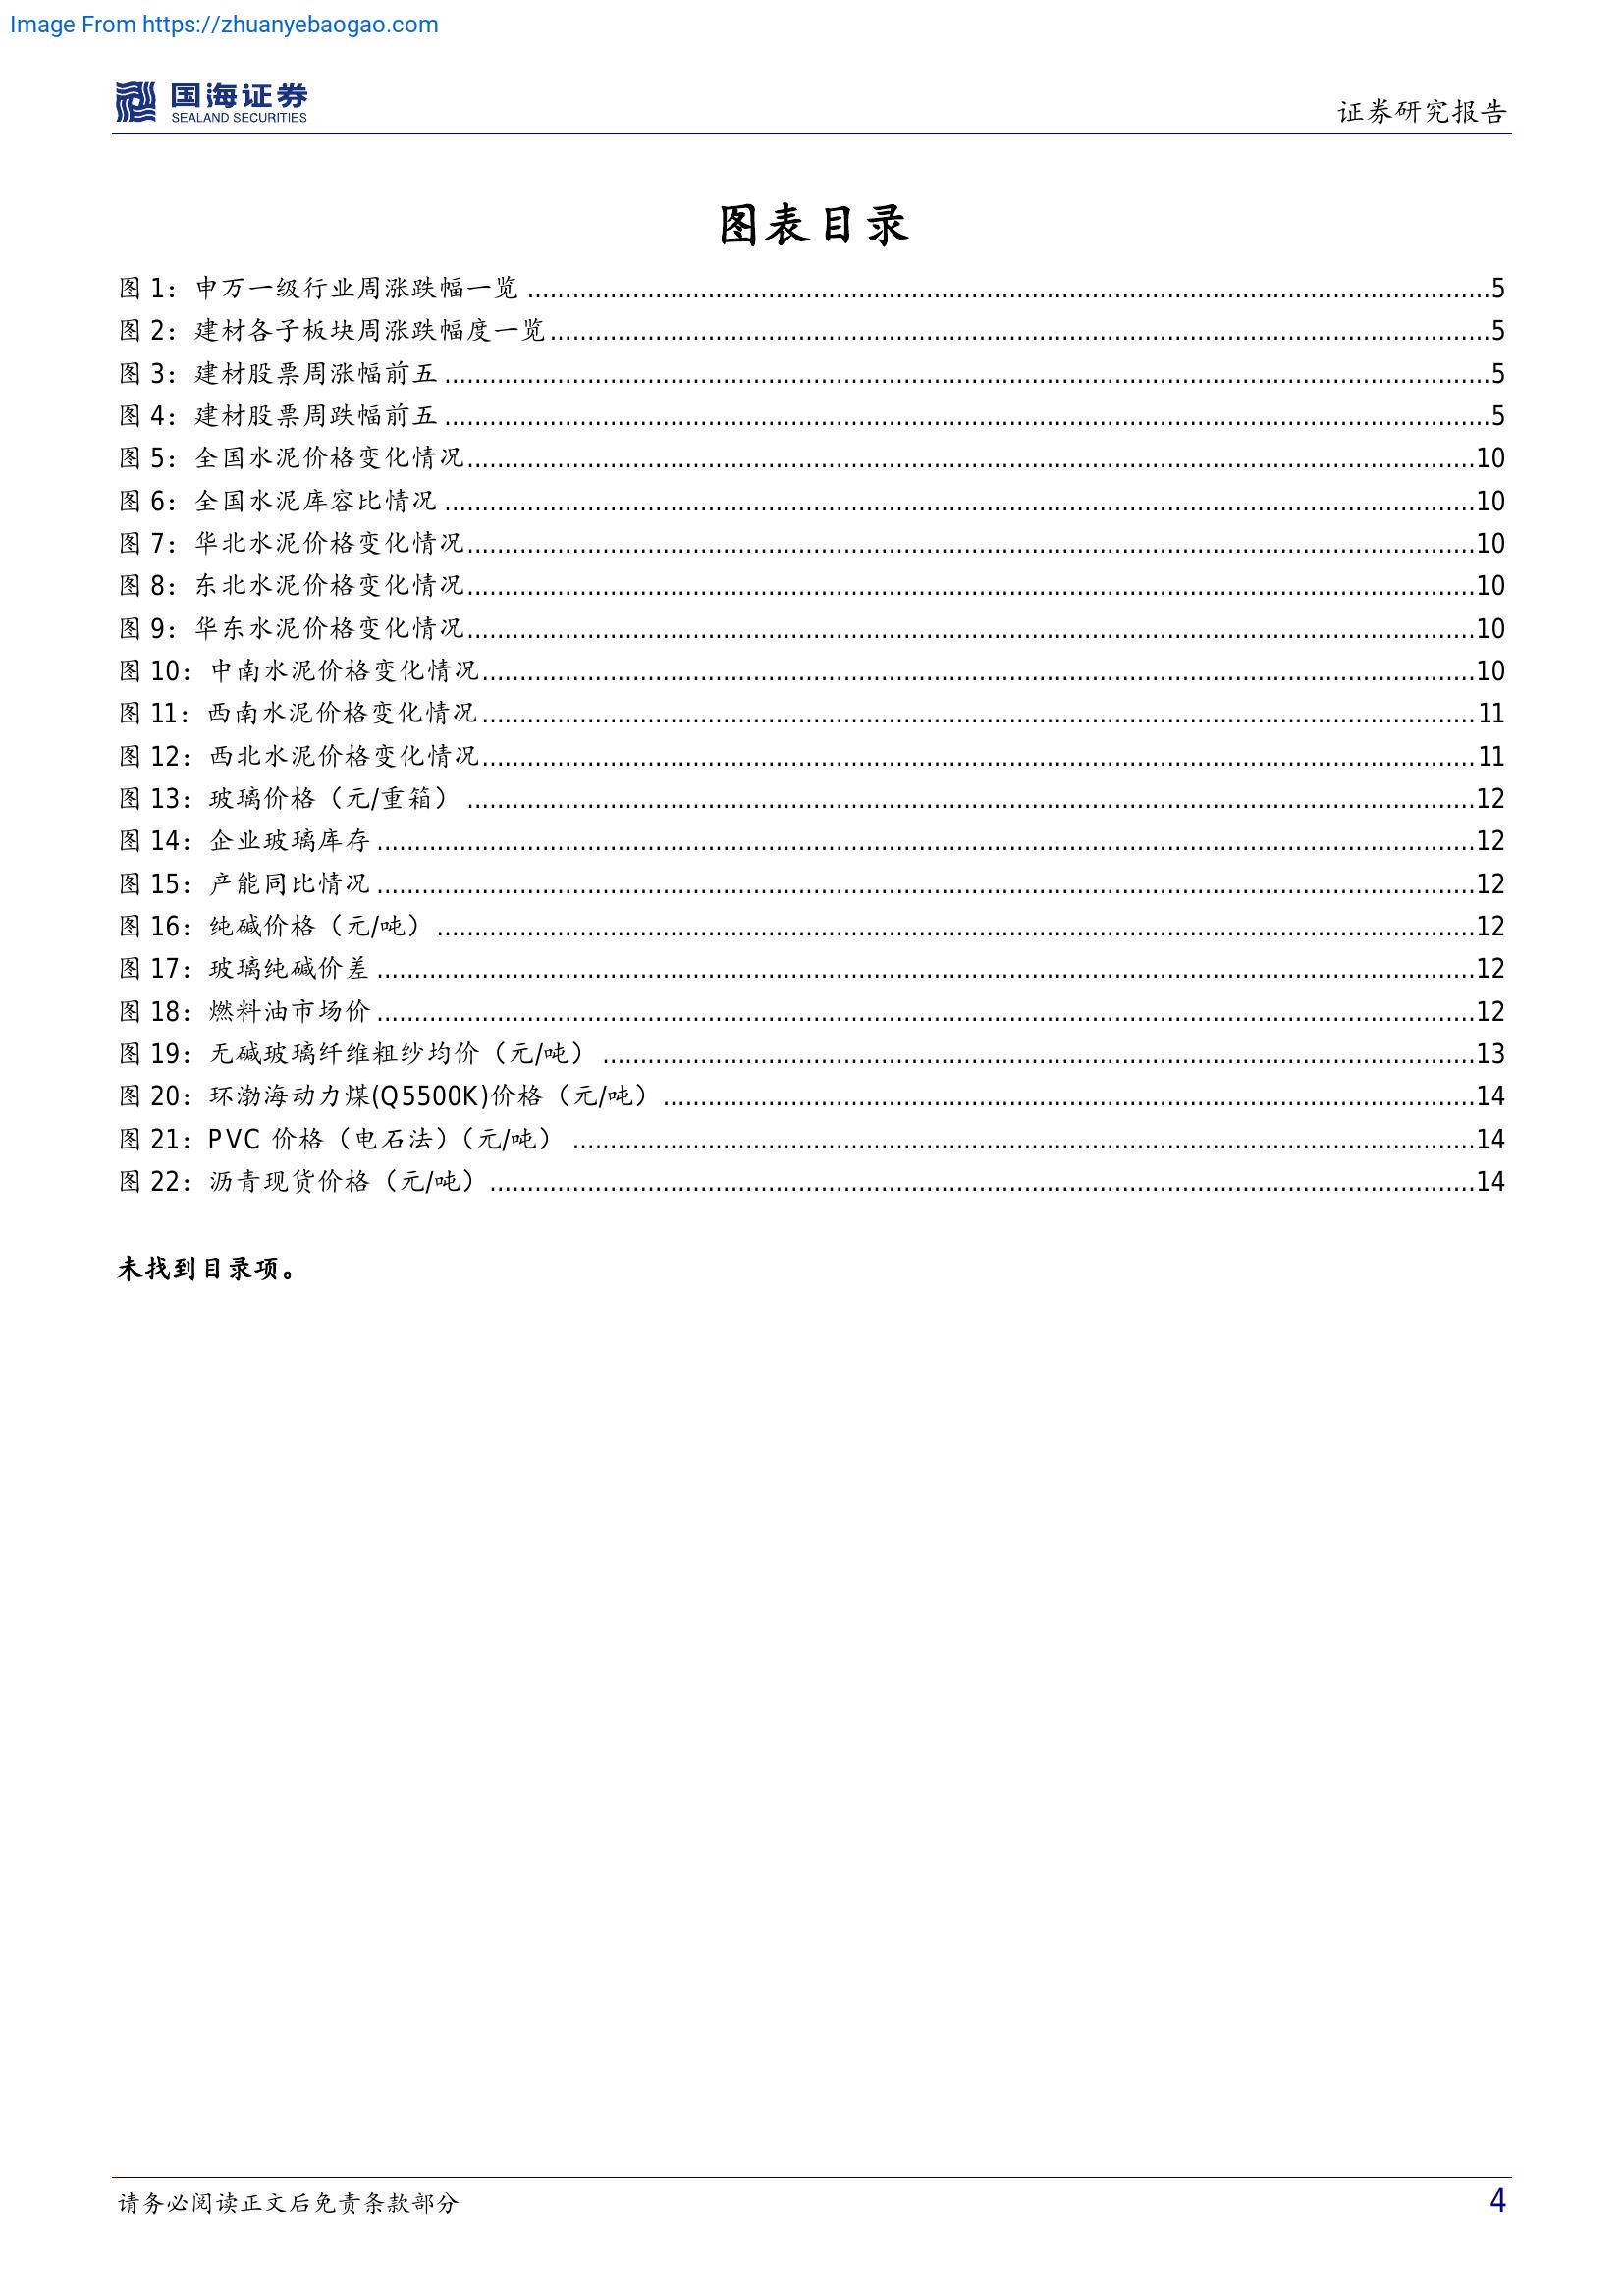 Image From https://zhuanyebaogao.com
国海证券
SEALAND SECURITIES
证券研究报告
图表目录
图 1：申万一级行业周涨跌幅一览 ........ 5
图 2：建材各子板块周涨跌幅度一览 ........ 5
图 3：建材股票周涨幅前五 ........ 5
图 4：建材股票周跌幅前五 ........ 5
图 5：全国水泥价格变化情况 ........ 10
图 6：全国水泥库容比情况 ........ 10
图 7：华北水泥价格变化情况 ........ 10
图 8：东北水泥价格变化情况 ........ 10
图 9：华东水泥价格变化情况 ........ 10
图 10：中南水泥价格变化情况 ........ 10
图 11：西南水泥价格变化情况 ........ 11
图 12：西北水泥价格变化情况 ........ 11
图 13：玻璃价格（元/重箱） ........ 12
图 14：企业玻璃库存 ........ 12
图 15：产能同比情况 ........ 12
图 16：纯碱价格（元/吨） ........ 12
图 17：玻璃纯碱价差 ........ 12
图 18：燃料油市场价 ........ 12
图 19：无碱玻璃纤维粗纱均价（元/吨） ........ 13
图 20：环渤海动力煤(Q5500K)价格（元/吨） ........ 14
图 21：PVC 价格（电石法）（元/吨） ........ 14
图 22：沥青现货价格（元/吨） ........ 14
未找到目录项。
请务必阅读正文后免责条款部分
4